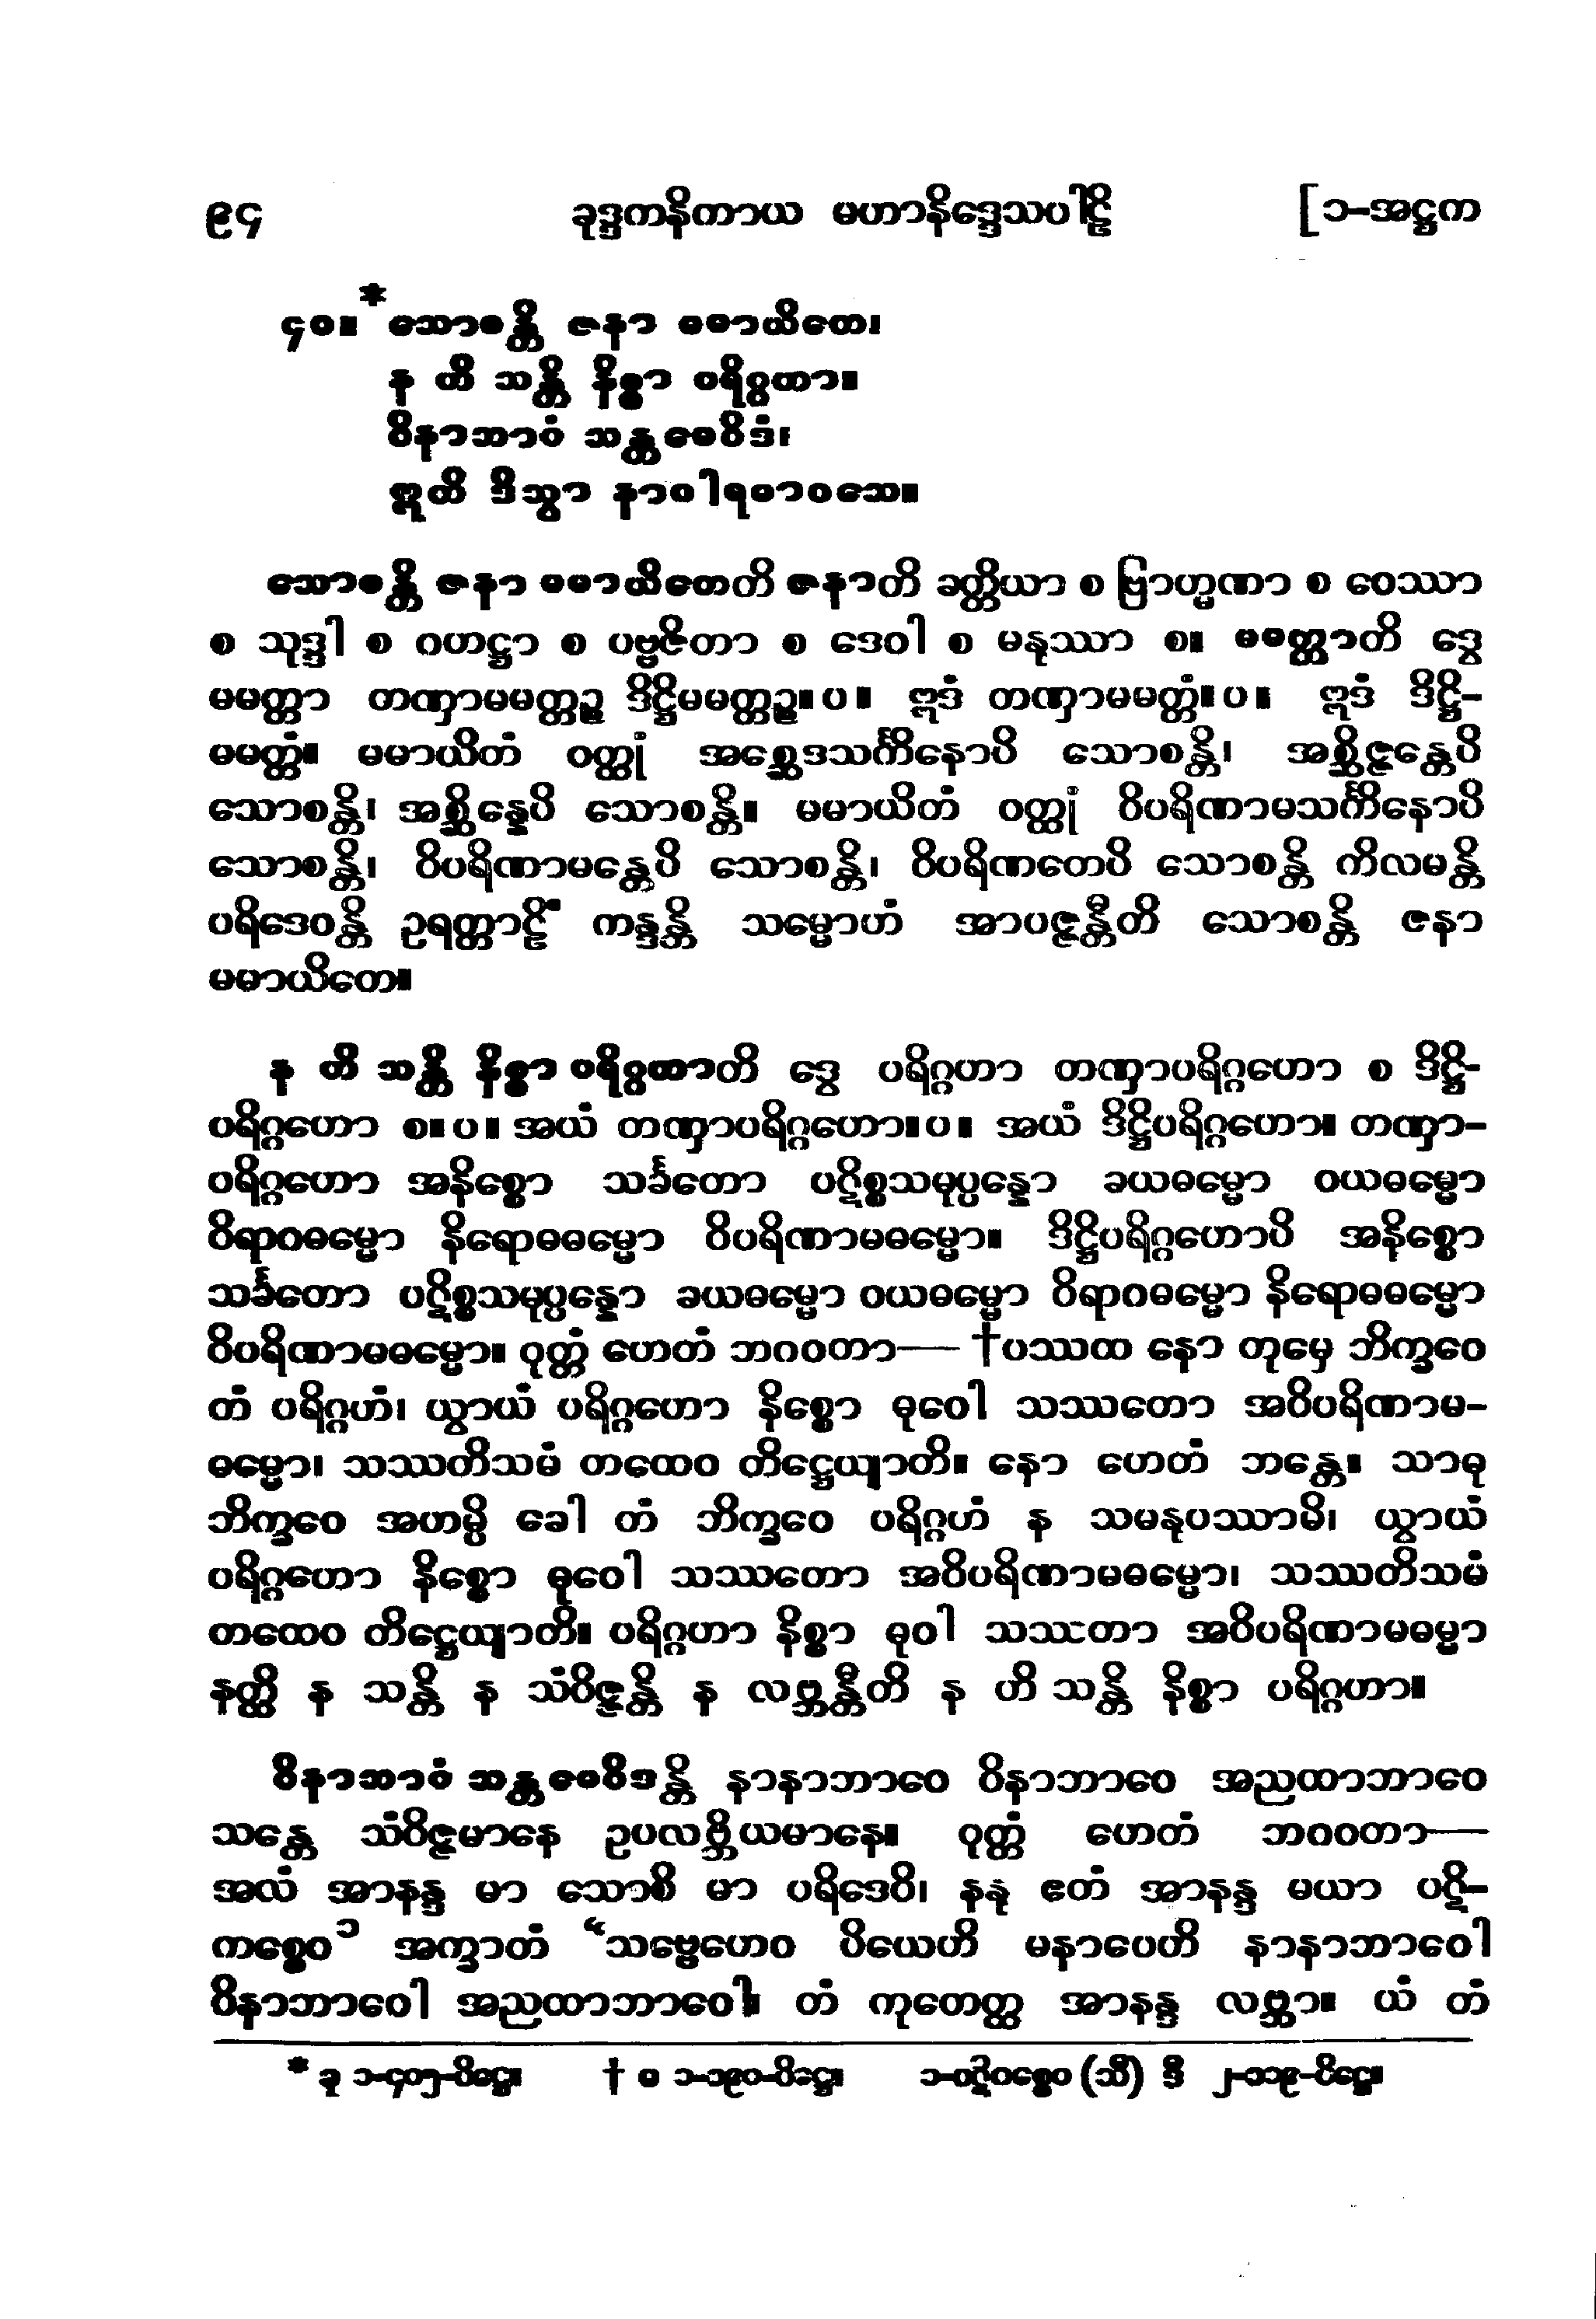 ၉၄ ခုဒ္ဒကနိကာယ မဟာနိဒ္ဒေသပါဠိ [၁-အဋ္ဌက
၄၀။ * သောစန္တိ ဇနာ မမာယိတေ၊
န ဟိ သန္တိ နိစ္စာ ပရိဂ္ဂဟာ။
ဝိနာဘာဝံ သန္တမေဝိဒံ၊
ဣတိ ဒိသွာ နာဂါရမာဝသေ။
သောစန္တိ ဇနာ မမာယိတေတိ ဇနာတိ ခတ္တိယာ စ ဗြာဟ္မဏာ စ ဝေဿာ
စ သုဒ္ဒါ စ ဂဟဋ္ဌာ စ ပဗ္ဗဇိတာ စ ဒေဝါ စ မနုဿာ စ။ မမတ္တာတိ ဒွေ
မမတ္တာ တဏှာမမတ္တဉ္စ ဒိဋ္ဌိမမတ္တဉ္စ။ပ။ ဣဒံ တဏှာမမတ္တံ။ပ။ ဣဒံ ဒိဋ္ဌိ-
မမတ္တံ။ မမာယိတံ ဝတ္ထုံ အစ္ဆေဒသင်္ကိနောပိ သောစန္တိ၊ အစ္ဆိဇ္ဇန္တေပိ
သောစန္တိ၊ အစ္ဆိန္နေပိ သောစန္တိ။ မမာယိတံ ဝတ္ထုံ ဝိပရိဏာမသင်္ကိနောပိ
သောစန္တိ၊ ဝိပရိဏာမန္တေပိ သောစန္တိ၊ ဝိပရိဏတေပိ သောစန္တိ ကိလမန္တိ
ပရိဒေဝန္တိ ဥရတ္တာဠိံ ကန္ဒန္တိ သမ္မောဟံ အာပဇ္ဇန္တီတိ သောစန္တိ ဇနာ
မမာယိတေ။
န ဟိ သန္တိ နိစ္စာ ပရိဂ္ဂဟာတိ ဒွေ ပရိဂ္ဂဟာ တဏှာပရိဂ္ဂဟော စ ဒိဋ္ဌိ-
ပရိဂ္ဂဟော စ။ပ။ အယံ တဏှာပရိဂ္ဂဟော။ပ။ အယံ ဒိဋ္ဌိပရိဂ္ဂဟော။ တဏှာ-
ပရိဂ္ဂဟော အနိစ္စော သင်္ခတော ပဋိစ္စသမုပ္ပန္နော ခယဓမ္မော ဝယဓမ္မော
ဝိရာဂဓမ္မော နိရောဓဓမ္မော ဝိပရိဏာမဓမ္မော။ ဒိဋ္ဌိပရိဂ္ဂဟောပိ အနိစ္စော
သင်္ခတော ပဋိစ္စသမုပ္ပန္နော ခယဓမ္မော ဝယဓမ္မော ဝိရာဂဓမ္မော နိရောဓဓမ္မော
ဝိပရိဏာမဓမ္မော။ ဝုတ္တံ ဟေတံ ဘဂဝတာ— †ပဿထ နော တုမှေ ဘိက္ခဝေ
တံ ပရိဂ္ဂဟံ၊ ယွာယံ ပရိဂ္ဂဟော နိစ္စော ဓုဝေါ သဿတော အဝိပရိဏာမ-
ဓမ္မော၊ သဿတိသမံ တထေဝ တိဋ္ဌေယျာတိ။ နော ဟေတံ ဘန္တေ။ သာဓု
ဘိက္ခဝေ အဟမ္ပိ ခေါ တံ ဘိက္ခဝေ ပရိဂ္ဂဟံ န သမနုပဿာမိ၊ ယွာယံ
ပရိဂ္ဂဟော နိစ္စော ဓုဝေါ သဿတော အဝိပရိဏာမဓမ္မော၊ သဿတိသမံ
တထေဝ တိဋ္ဌေယျာတိ။ ပရိဂ္ဂဟာ နိစ္စာ ဓုဝါ သဿတာ အဝိပရိဏာမဓမ္မာ
နတ္ထိ န သန္တိ န သံဝိဇ္ဇန္တိ န လဗ္ဘန္တီတိ န ဟိ သန္တိ နိစ္စာ ပရိဂ္ဂဟာ။
ဝိနာဘာဝံ သန္တမေဝိဒန္တိ နာနာဘာဝေ ဝိနာဘာဝေ အညထာဘာဝေ
သန္တေ သံဝိဇ္ဇမာနေ ဥပလဗ္ဘိယမာနေ။ ဝုတ္တံ ဟေတံ ဘဂဝတာ—
အလံ အာနန္ဒ မာ သောစိ မာ ပရိဒေဝိ၊ နနု ဧတံ အာနန္ဒ မယာ ပဋိ-
ကစ္စေဝ၁ အက္ခာတံ “သဗ္ဗေဟေဝ ပိယေဟိ မနာပေဟိ နာနာဘာဝေါ
ဝိနာဘာဝေါ အညထာဘာဝေါ။ တံ ကုတေတ္ထ အာနန္ဒ လဗ္ဘာ။ ယံ တံ
* ခု ၁-၄၀၅-ပိဋ္ဌေ။ † မ ၁-၁၉၀-ပိဋ္ဌေ။ ၁-ပဋိဂစ္စေဝ (သီ) ဒီ ၂-၁၁၉-ပိဋ္ဌေ။